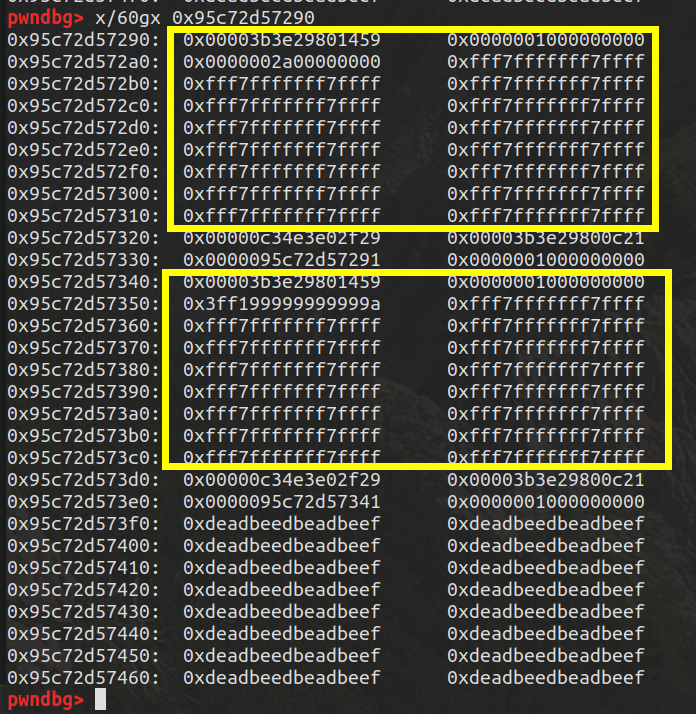 pwndbg> x/60gx 0x95c72d57290
0x95c72d57290: 0x00003b3e29801459 0x0000001000000000
0x95c72d572a0: 0x0000002a00000000 0xfff7fffffff7ffff
0x95c72d572b0: 0xfff7fffffff7ffff 0xfff7fffffff7ffff
0x95c72d572c0: 0xfff7fffffff7ffff 0xfff7fffffff7ffff
0x95c72d572d0: 0xfff7fffffff7ffff 0xfff7fffffff7ffff
0x95c72d572e0: 0xfff7fffffff7ffff 0xfff7fffffff7ffff
0x95c72d572f0: 0xfff7fffffff7ffff 0xfff7fffffff7ffff
0x95c72d57300: 0xfff7fffffff7ffff 0xfff7fffffff7ffff
0x95c72d57310: 0xfff7fffffff7ffff 0xfff7fffffff7ffff
0x95c72d57320: 0x00000c34e3e02f29 0x00003b3e29800c21
0x95c72d57330: 0x0000095c72d57291 0x0000001000000000
0x95c72d57340: 0x00003b3e29801459 0x0000001000000000
0x95c72d57350: 0x3ff199999999999a 0xfff7fffffff7ffff
0x95c72d57360: 0xfff7fffffff7ffff 0xfff7fffffff7ffff
0x95c72d57370: 0xfff7fffffff7ffff 0xfff7fffffff7ffff
0x95c72d57380: 0xfff7fffffff7ffff 0xfff7fffffff7ffff
0x95c72d57390: 0xfff7fffffff7ffff 0xfff7fffffff7ffff
0x95c72d573a0: 0xfff7fffffff7ffff 0xfff7fffffff7ffff
0x95c72d573b0: 0xfff7fffffff7ffff 0xfff7fffffff7ffff
0x95c72d573c0: 0xfff7fffffff7ffff 0xfff7fffffff7ffff
0x95c72d573d0: 0x00000c34e3e02f29 0x00003b3e29800c21
0x95c72d573e0: 0x0000095c72d57341 0x0000001000000000
0x95c72d573f0: 0xdeadbeedbeadbeef 0xdeadbeedbeadbeef
0x95c72d57400: 0xdeadbeedbeadbeef 0xdeadbeedbeadbeef
0x95c72d57410: 0xdeadbeedbeadbeef 0xdeadbeedbeadbeef
0x95c72d57420: 0xdeadbeedbeadbeef 0xdeadbeedbeadbeef
0x95c72d57430: 0xdeadbeedbeadbeef 0xdeadbeedbeadbeef
0x95c72d57440: 0xdeadbeedbeadbeef 0xdeadbeedbeadbeef
0x95c72d57450: 0xdeadbeedbeadbeef 0xdeadbeedbeadbeef
0x95c72d57460: 0xdeadbeedbeadbeef 0xdeadbeedbeadbeef
pwndbg>